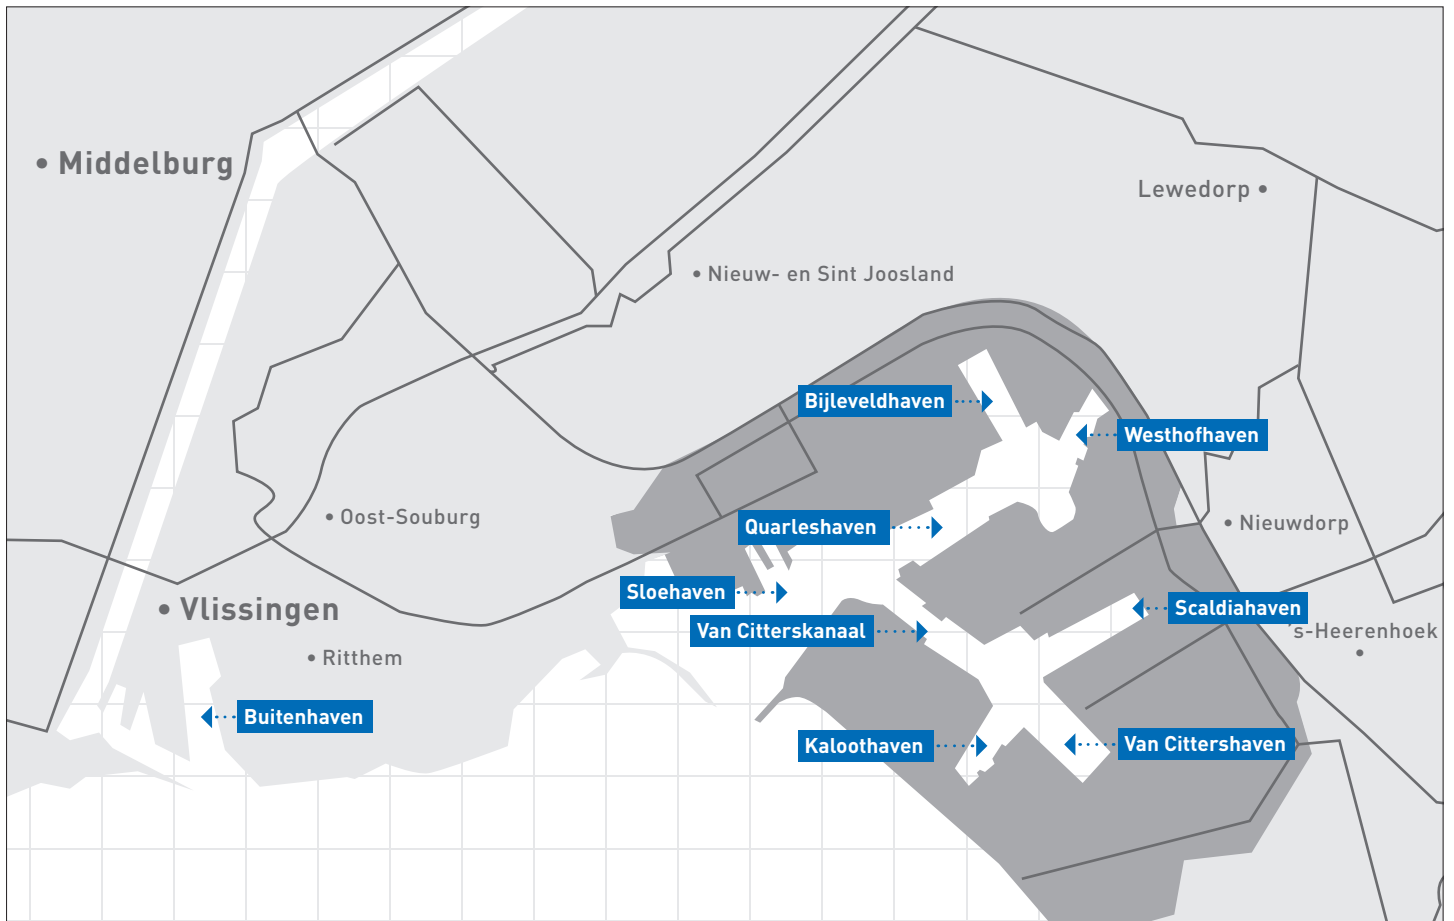 Middelburg
Lewedorp
Nieuw- en Sint Joosland
Bijleveldhaven
Westhofhaven
Oost-Souburg
Quarleshaven
Nieuwdorp
Sloehaven
Vlissingen
Scaldiahaven
Van Citterskanaal
's-Heerenhoek
Ritthem
Buitenhaven
Kaloothaven
Van Cittershaven